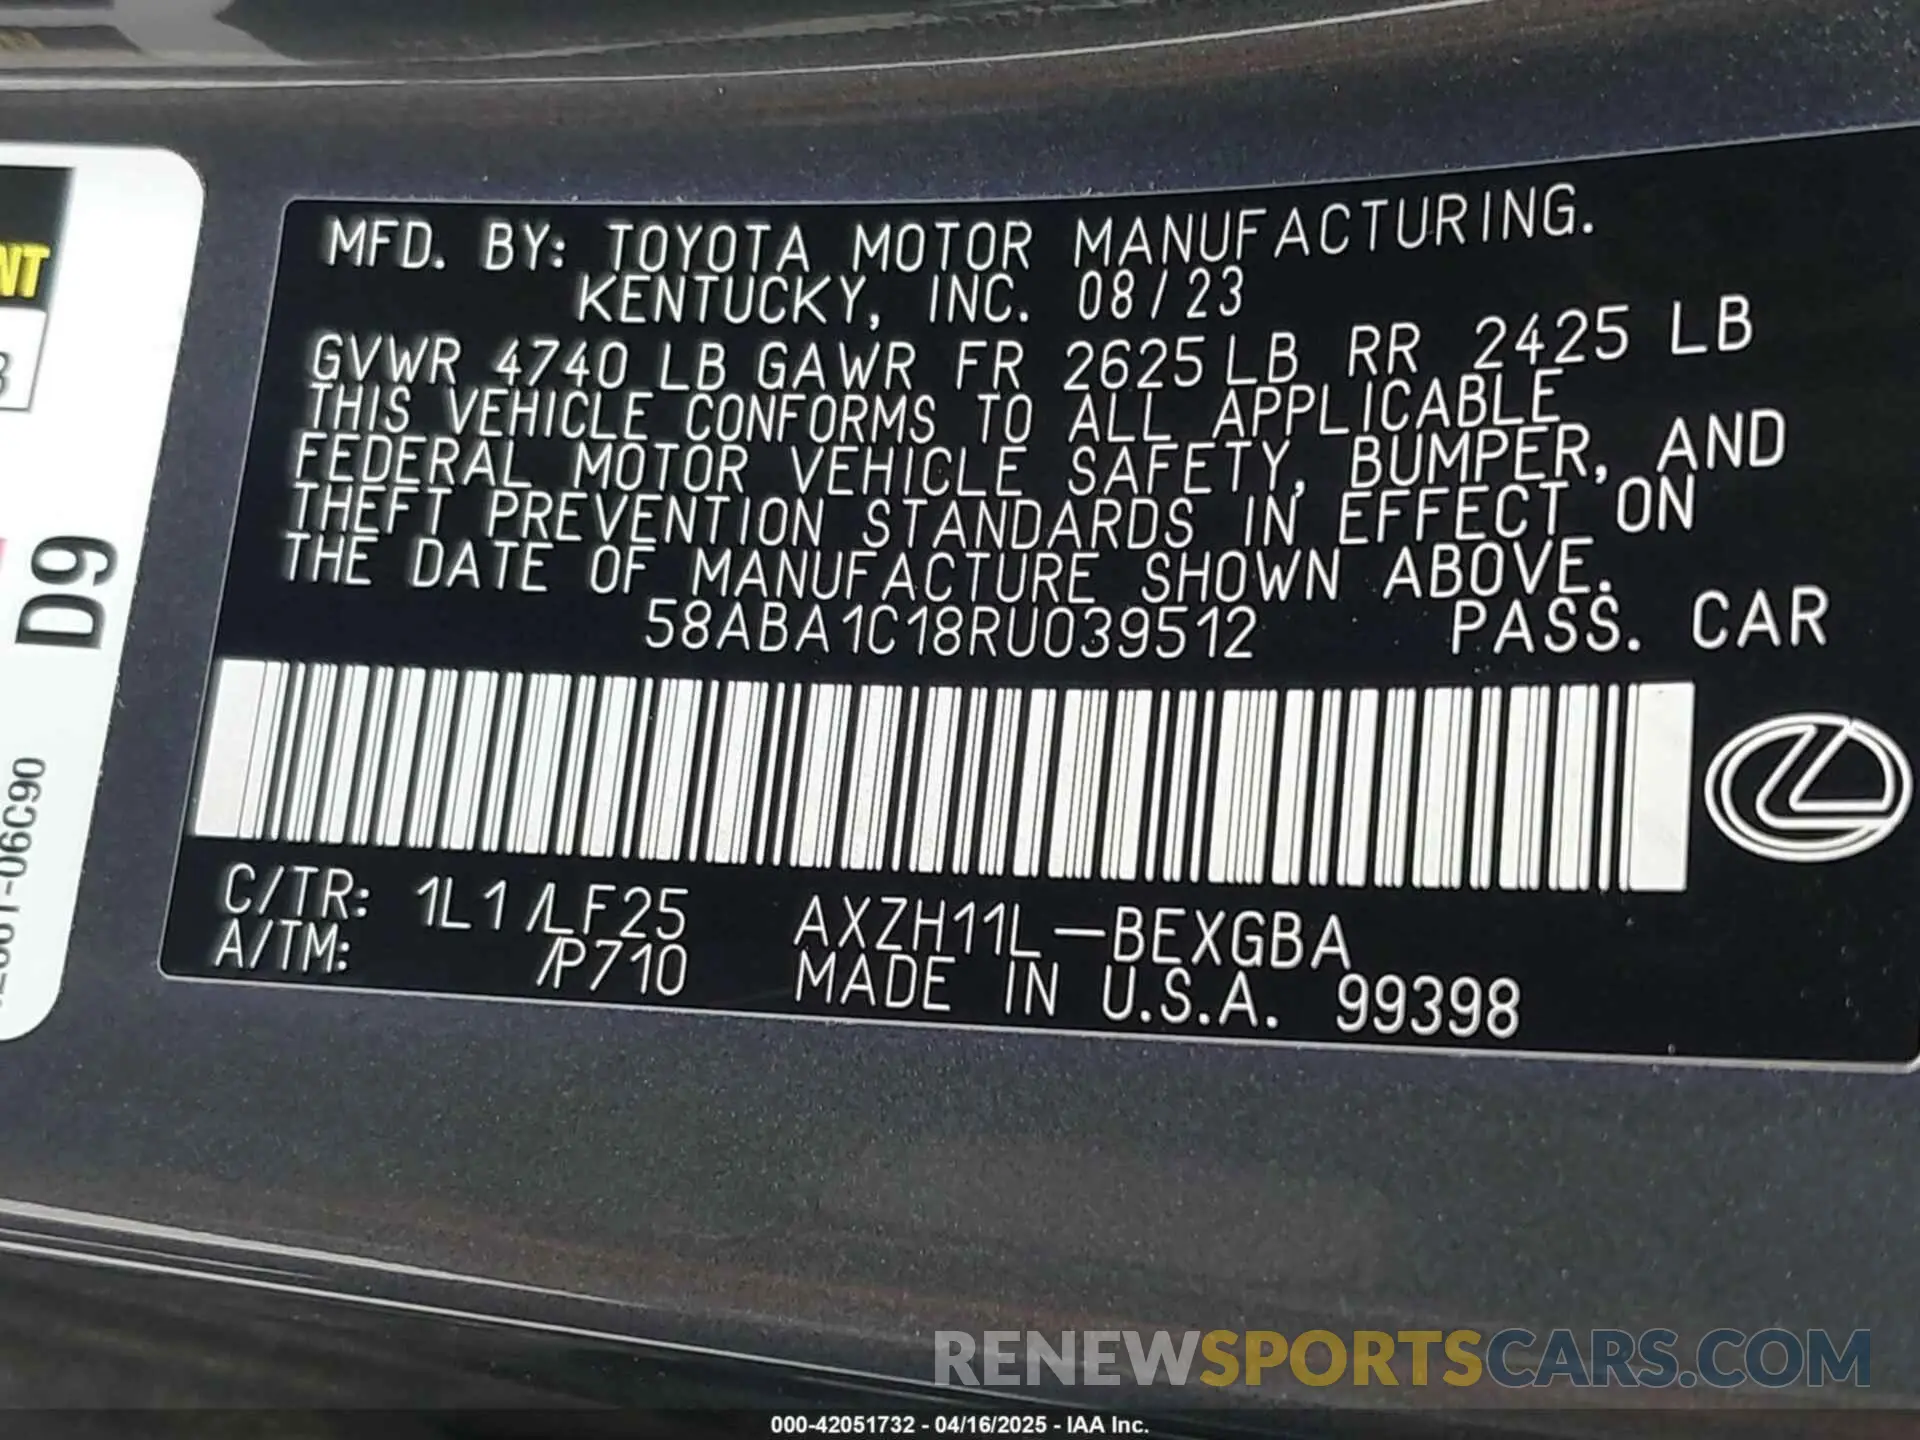 MFD. BY: TOYOTA MOTOR MANUFACTURING.
KENTUCKY, INC. 08/23
GVWR 4740 LB GAWR FR 2625 LB RR 2425 LB
THIS VEHICLE CONFORMS TO ALL APPLICABLE
FEDERAL MOTOR VEHICLE SAFETY, BUMPER, AND
THEFT PREVENTION STANDARDS IN EFFECT ON
THE DATE OF MANUFACTURE SHOWN ABOVE.
58ABA1C18RU039512 PASS. CAR
C/TR: 1L1 /LF25 AXZH11L-BEXGBA
A/TM: /P710 MADE IN U.S.A. 99398
NT
D9
RENEWSPORTSCARS.COM
000-42051732 - 04/16/2025 - IAA Inc.